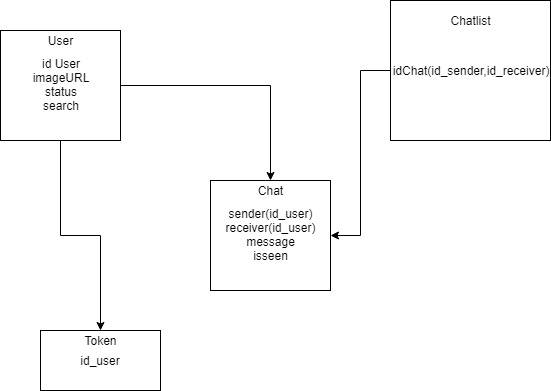 User
id User
imageURL
status
search
Chatlist
idChat(id_sender,id_receiver)
Chat
sender(id_user)
receiver(id_user)
message
isseen
Token
id_user